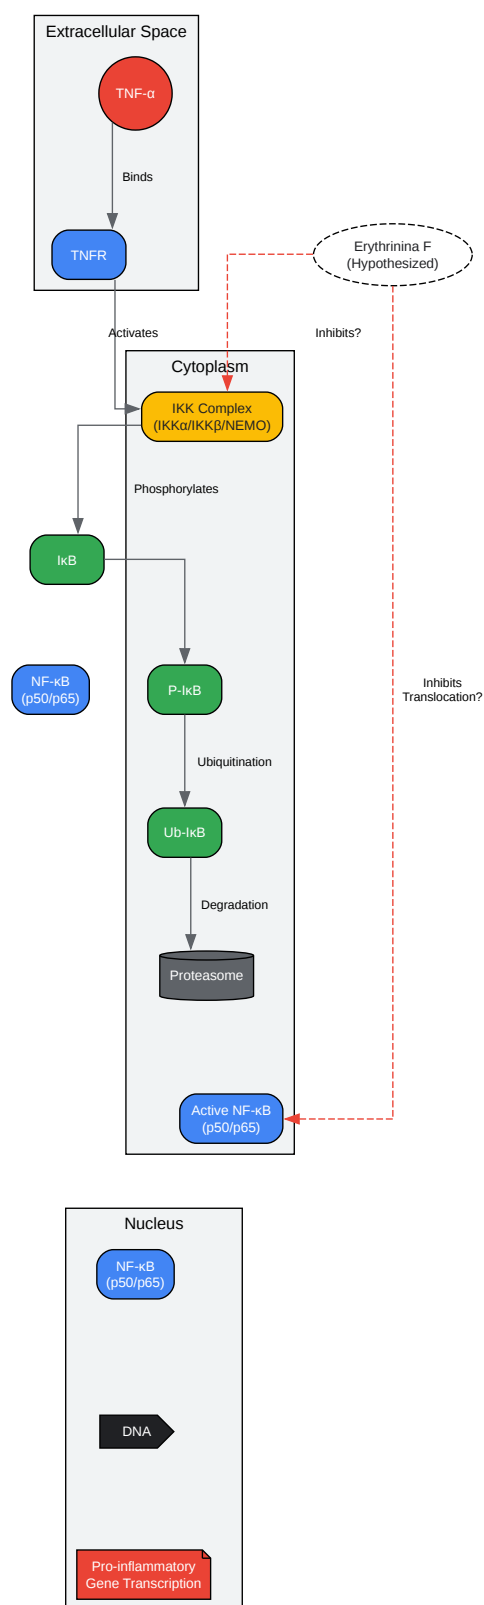 Extracellular Space
TNF-α
Binds
TNFR
Erythrinina F
(Hypothesized)
Activates
Inhibits?
Cytoplasm
IKK Complex
(IKKα/IKKβ/NEMO)
Phosphorylates
IκB
NF-κB
(p50/p65)
P-IκB
Inhibits
Translocation?
Ubiquitination
Ub-IκB
Degradation
Proteasome
Active NF-κB
(p50/p65)
Nucleus
NF-κB
(p50/p65)
DNA
Pro-inflammatory
Gene Transcription